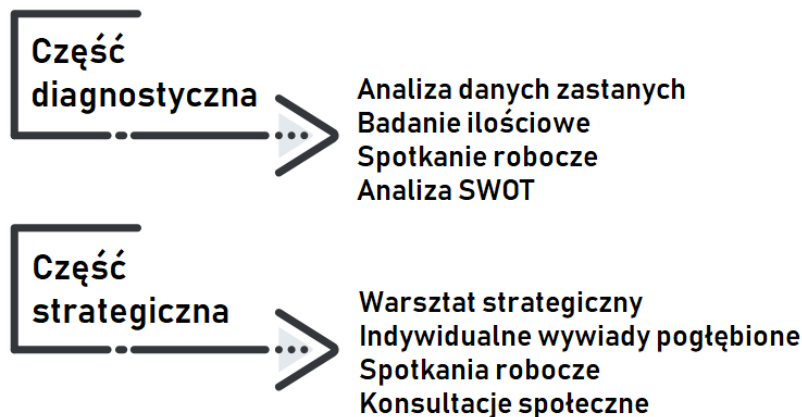 Część
diagnostyczna
Analiza danych zastanych
Badanie ilościowe
Spotkanie robocze
Analiza SWOT
Część
strategiczna
Warsztat strategiczny
Indywidualne wywiady pogłębione
Spotkania robocze
Konsultacje społeczne